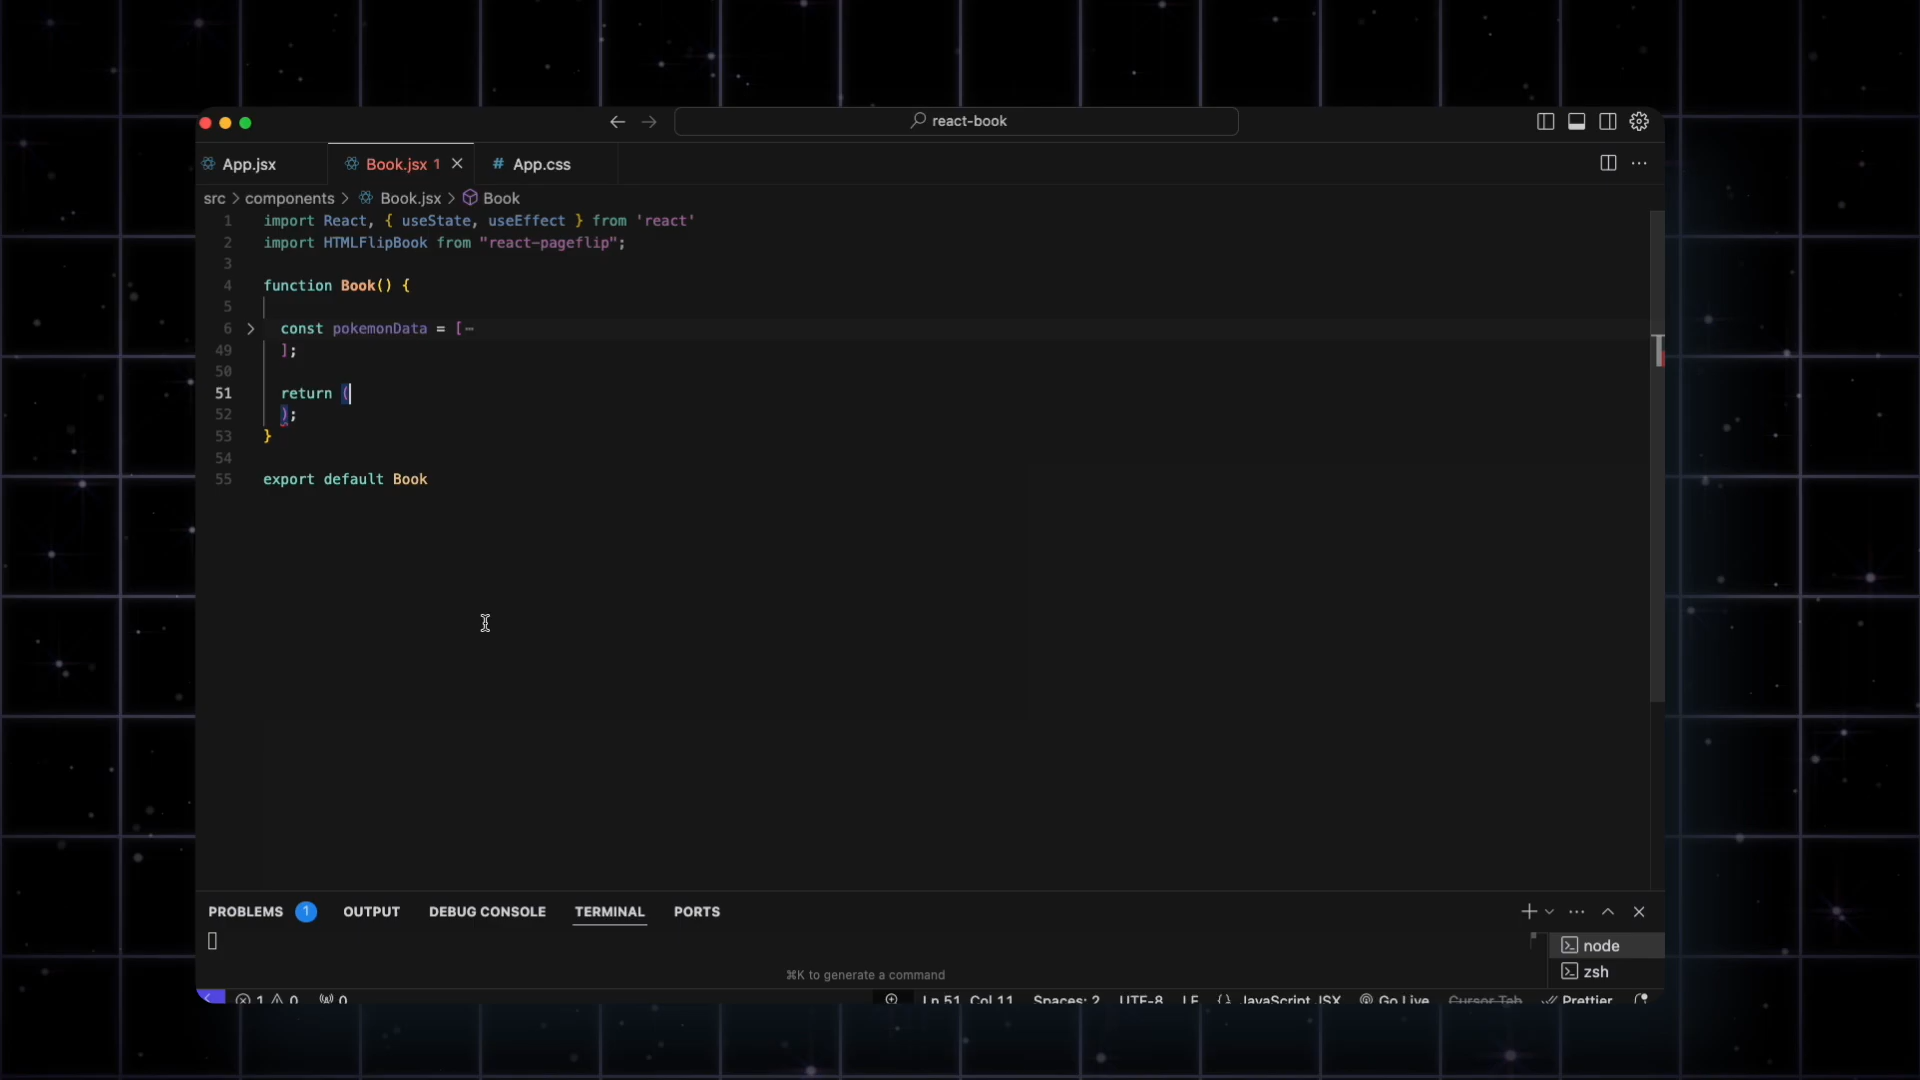 react-book
App.jsx
Book.jsx 1
# App.css
src > components > Book.jsx > Book
1 import React, { useState, useEffect } from 'react'
2 import HTMLFlipBook from "react-pageflip";
3
4 function Book() {
5
6 const pokemonData = [⋯
49 ];
50
51 return (
52 );
53 }
54
55 export default Book
PROBLEMS 1 OUTPUT DEBUG CONSOLE TERMINAL PORTS
node
⌘K to generate a command
zsh
1 0 0 Ln 51, Col 11 Spaces: 2 UTF-8 LF {} JavaScript JSX Go Live Cursor Tab Prettier